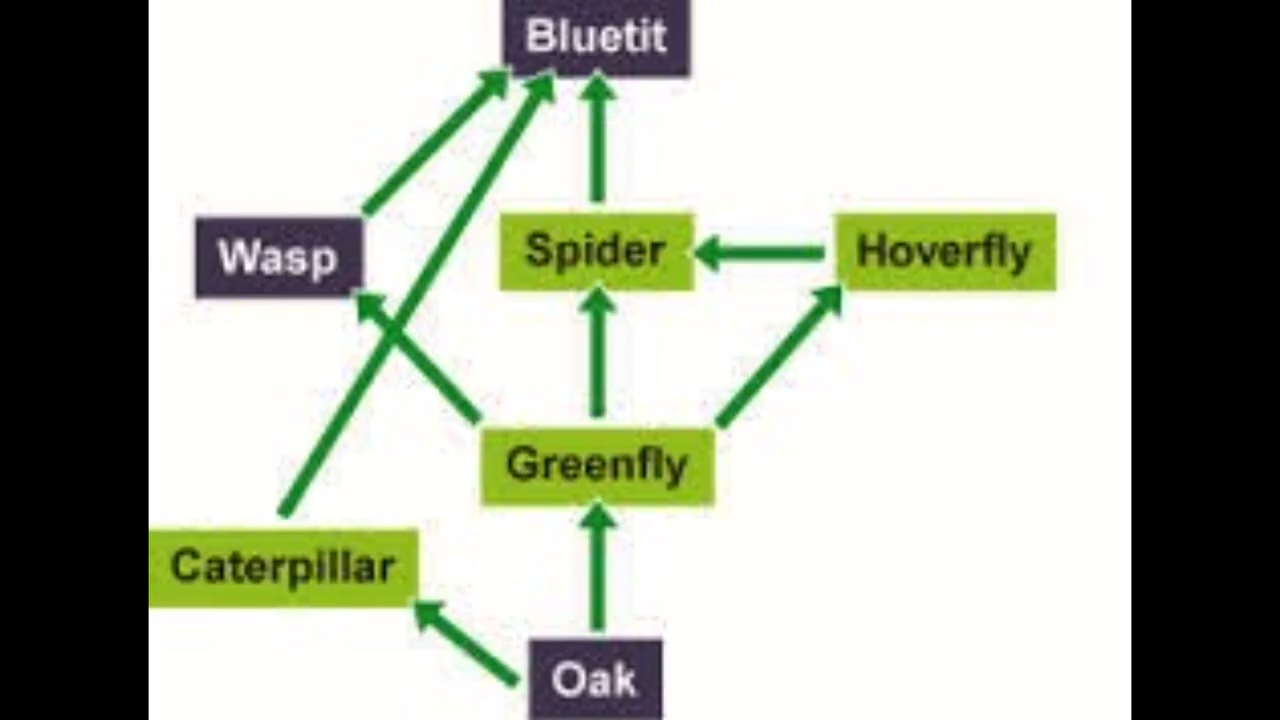 Bluetit
Wasp
Spider
Hoverfly
Greenfly
Caterpillar
Oak